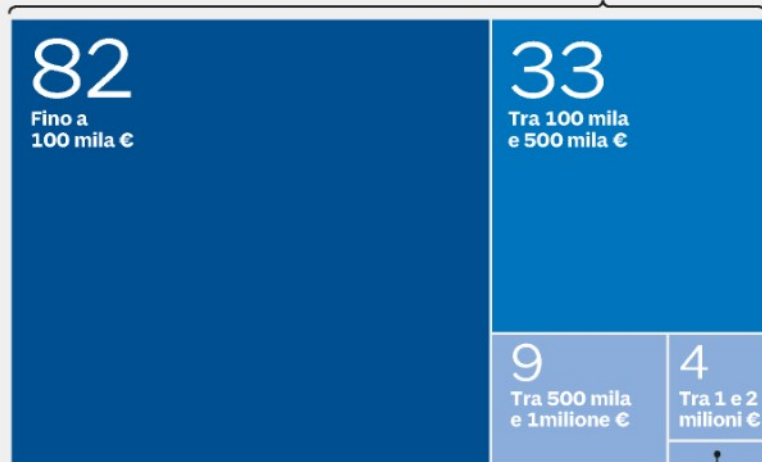 82
Fino a
100 mila €
33
Tra 100 mila
e 500 mila €
9
Tra 500 mila
e 1milione €
4
Tra 1 e 2
milioni €